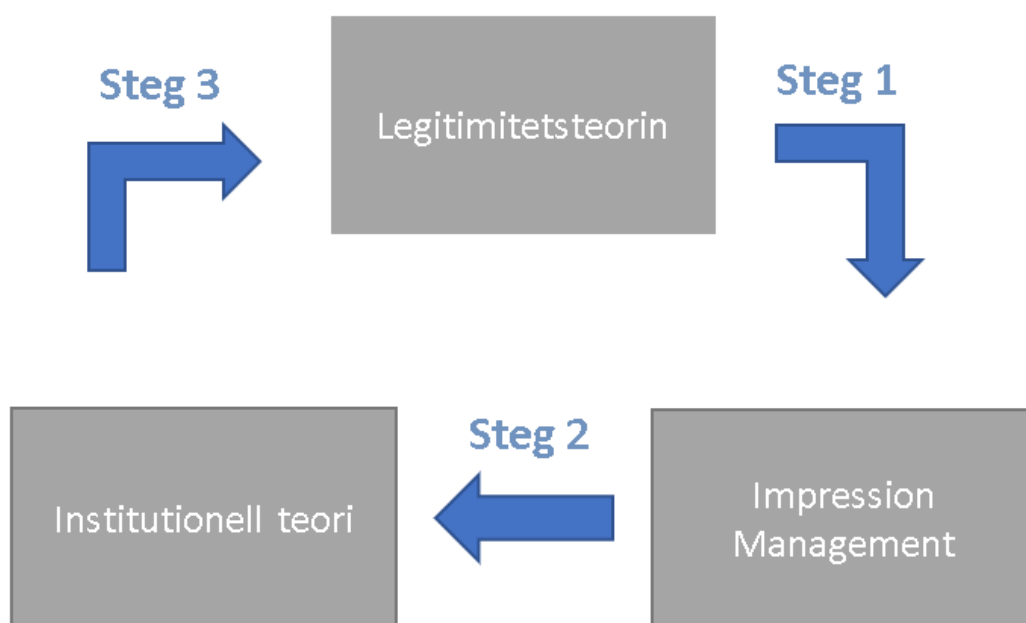 Steg 3
Legitimitetsteorin
Steg 1
Institutionell teori
Steg 2
Impression
Management